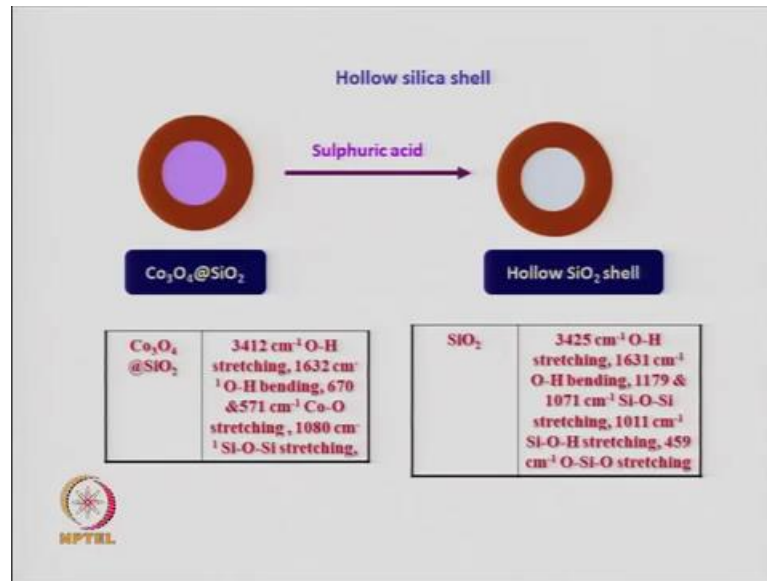 Hollow silica shell
Sulphuric acid
Co₃O₄@SiO₂
Hollow SiO₂ shell
Co₃O₄
@SiO₂
3412 cm⁻¹ O-H
stretching, 1632 cm⁻
¹ O-H bending, 670
&571 cm⁻¹ Co-O
stretching , 1080 cm⁻
¹ Si-O-Si stretching,
SiO₂
3425 cm⁻¹ O-H
stretching, 1631 cm⁻¹
O-H bending, 1179 &
1071 cm⁻¹ Si-O-Si
stretching, 1011 cm⁻¹
Si-O-H stretching, 459
cm⁻¹ O-Si-O stretching
NPTEL